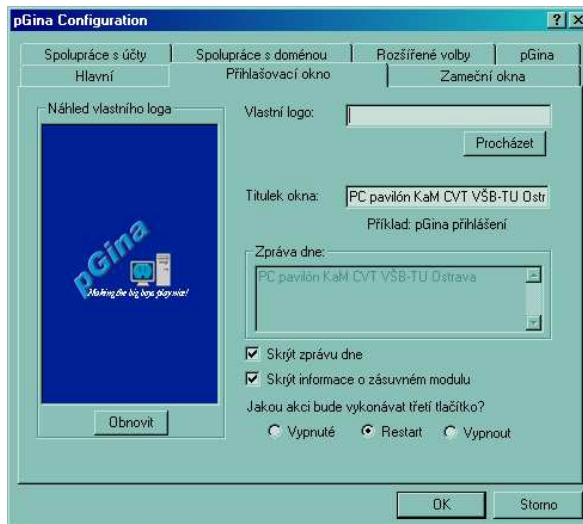 pGina Configuration
Spolupráce s účty
Spolupráce s doménou
Rozšířené volby
pGina
Hlavní
Přihlašovací okno
Zameční okna
Náhled vlastního loga
pGina
Making the big boys play nice!
Obnovit
Vlastní logo:
Procházet
Titulek okna:
PC pavilón KaM CVT VŠB-TU Ostr
Příklad: pGina přihlášení
Zpráva dne:
PC pavilón KaM CVT VŠB-TU Ostrava
Skrýt zprávu dne
Skrýt informace o zásuvném modulu
Jakou akci bude vykonávat třetí tlačítko?
Vypnuté
Restart
Vypnout
OK
Storno